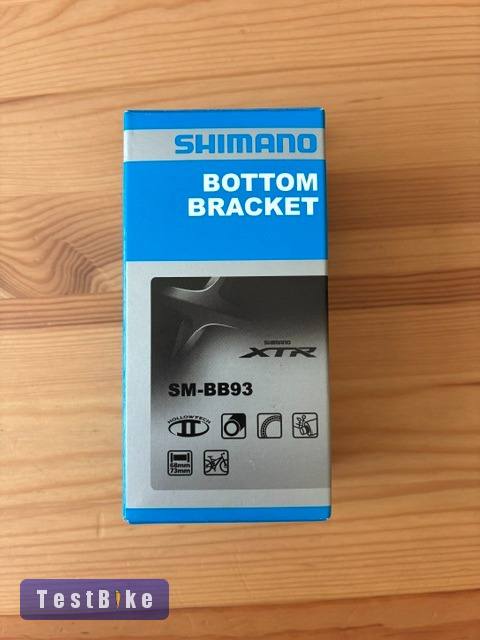 SHIMANO
BOTTOM
BRACKET
SHIMANO
XTR
SM-BB93
HOLLOWTECH
II
68mm
73mm
TestBike